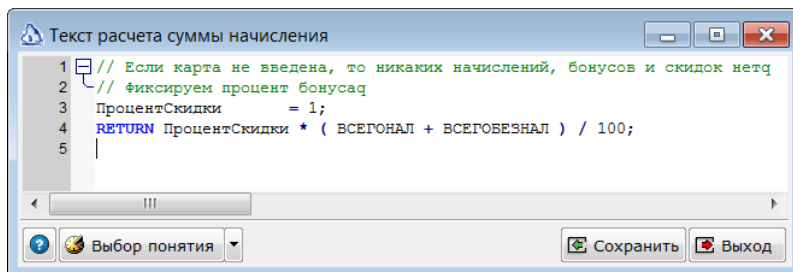 Текст расчета суммы начисления
1 // Если карта не введена, то никаких начислений, бонусов и скидок нетq
2 // Фиксируем процент бонусаq
3 ПроцентСкидки = 1;
4 RETURN ПроцентСкидки * ( ВСЕГОНАЛ + ВСЕГОБЕЗНАЛ ) / 100;
5
Выбор понятия Сохранить Выход